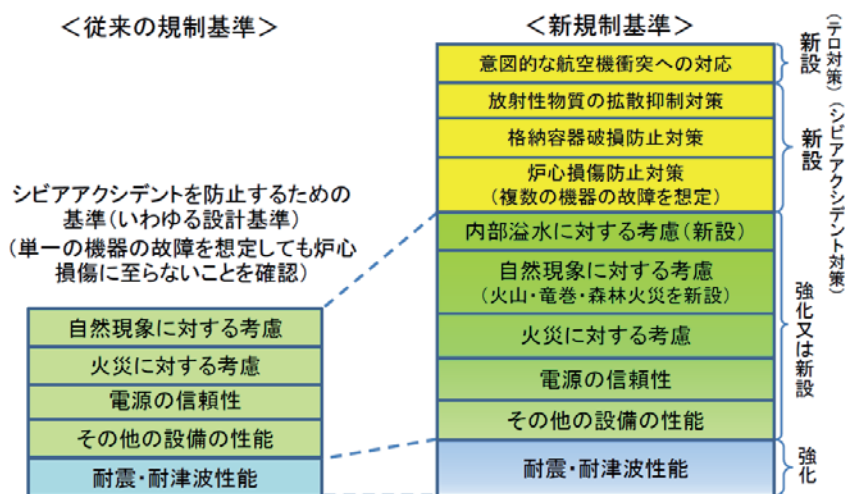 <従来の規制基準>
シビアアクシデントを防止するための
基準(いわゆる設計基準)
(単一の機器の故障を想定しても炉心
損傷に至らないことを確認)
自然現象に対する考慮
火災に対する考慮
電源の信頼性
その他の設備の性能
耐震・耐津波性能
<新規制基準>
意図的な航空機衝突への対応
放射性物質の拡散抑制対策
格納容器破損防止対策
炉心損傷防止対策
(複数の機器の故障を想定)
内部溢水に対する考慮(新設)
自然現象に対する考慮
(火山・竜巻・森林火災を新設)
火災に対する考慮
電源の信頼性
その他の設備の性能
耐震・耐津波性能
新設
(テロ対策)
新設
(シビアアクシデント対策)
強化又は新設
強化